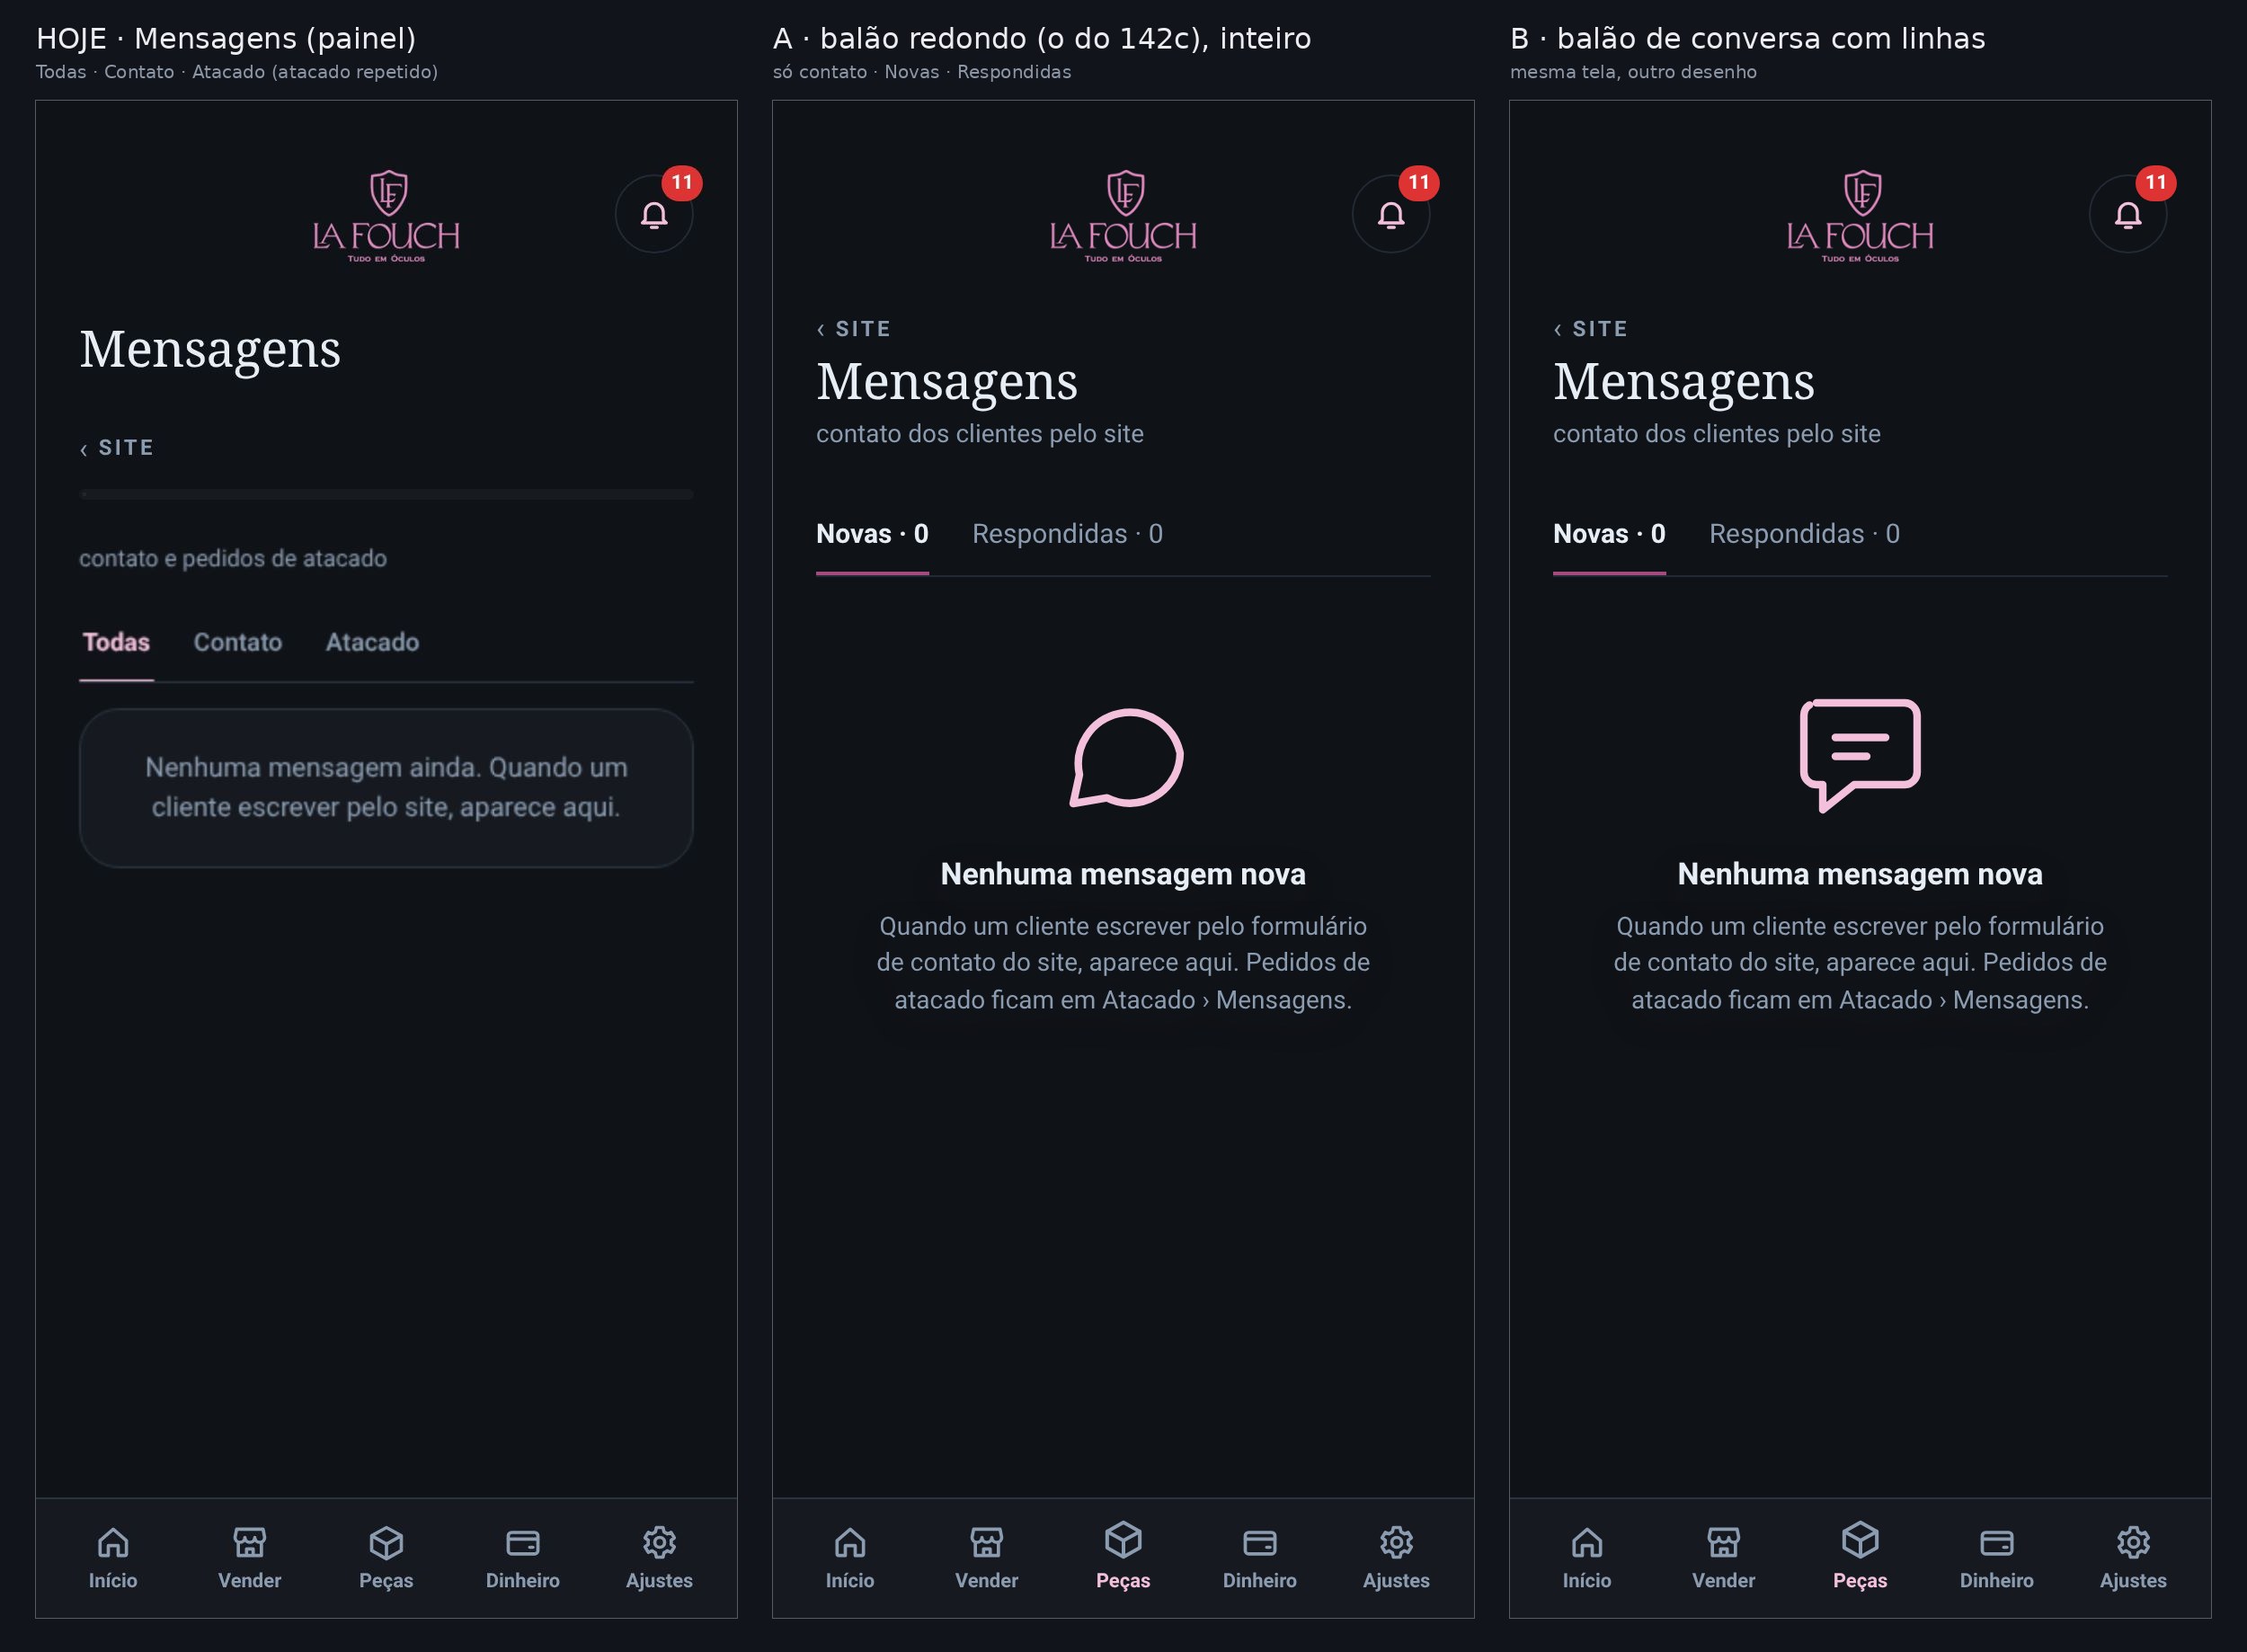 HOJE · Mensagens (painel)
Todas · Contato · Atacado (atacado repetido)
LF
LA FOUCH
TUDO EM ÓCULOS
11
Mensagens
‹ SITE
contato e pedidos de atacado
Todas Contato Atacado
Nenhuma mensagem ainda. Quando um
cliente escrever pelo site, aparece aqui.
Início Vender Peças Dinheiro Ajustes
A · balão redondo (o do 142c), inteiro
só contato · Novas · Respondidas
LF
LA FOUCH
TUDO EM ÓCULOS
11
‹ SITE
Mensagens
contato dos clientes pelo site
Novas · 0 Respondidas · 0
Nenhuma mensagem nova
Quando um cliente escrever pelo formulário
de contato do site, aparece aqui. Pedidos de
atacado ficam em Atacado › Mensagens.
Início Vender Peças Dinheiro Ajustes
B · balão de conversa com linhas
mesma tela, outro desenho
LF
LA FOUCH
TUDO EM ÓCULOS
11
‹ SITE
Mensagens
contato dos clientes pelo site
Novas · 0 Respondidas · 0
Nenhuma mensagem nova
Quando um cliente escrever pelo formulário
de contato do site, aparece aqui. Pedidos de
atacado ficam em Atacado › Mensagens.
Início Vender Peças Dinheiro Ajustes